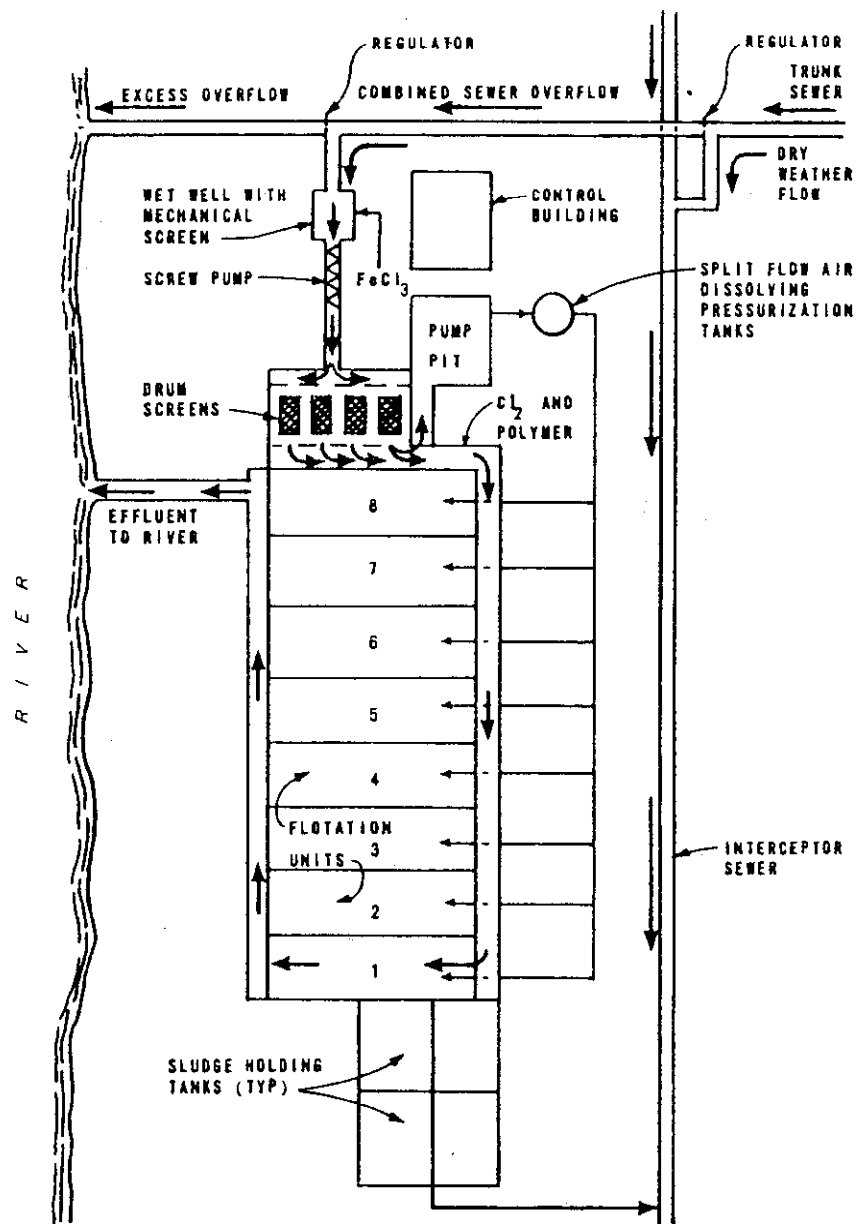 REGULATOR
REGULATOR
EXCESS OVERFLOW
COMBINED SEWER OVERFLOW
TRUNK
SEWER
DRY
WEATHER
FLOW
WET WELL WITH
MECHANICAL
SCREEN
CONTROL
BUILDING
SCREW PUMP
FeCl3
SPLIT FLOW AIR
DISSOLVING
PRESSURIZATION
TANKS
PUMP
PIT
DRUM
SCREENS
Cl2 AND
POLYMER
EFFLUENT
TO RIVER
8
7
6
5
4
FLOTATION
3
UNITS
2
1
RIVER
INTERCEPTOR
SEWER
SLUDGE HOLDING
TANKS (TYP)